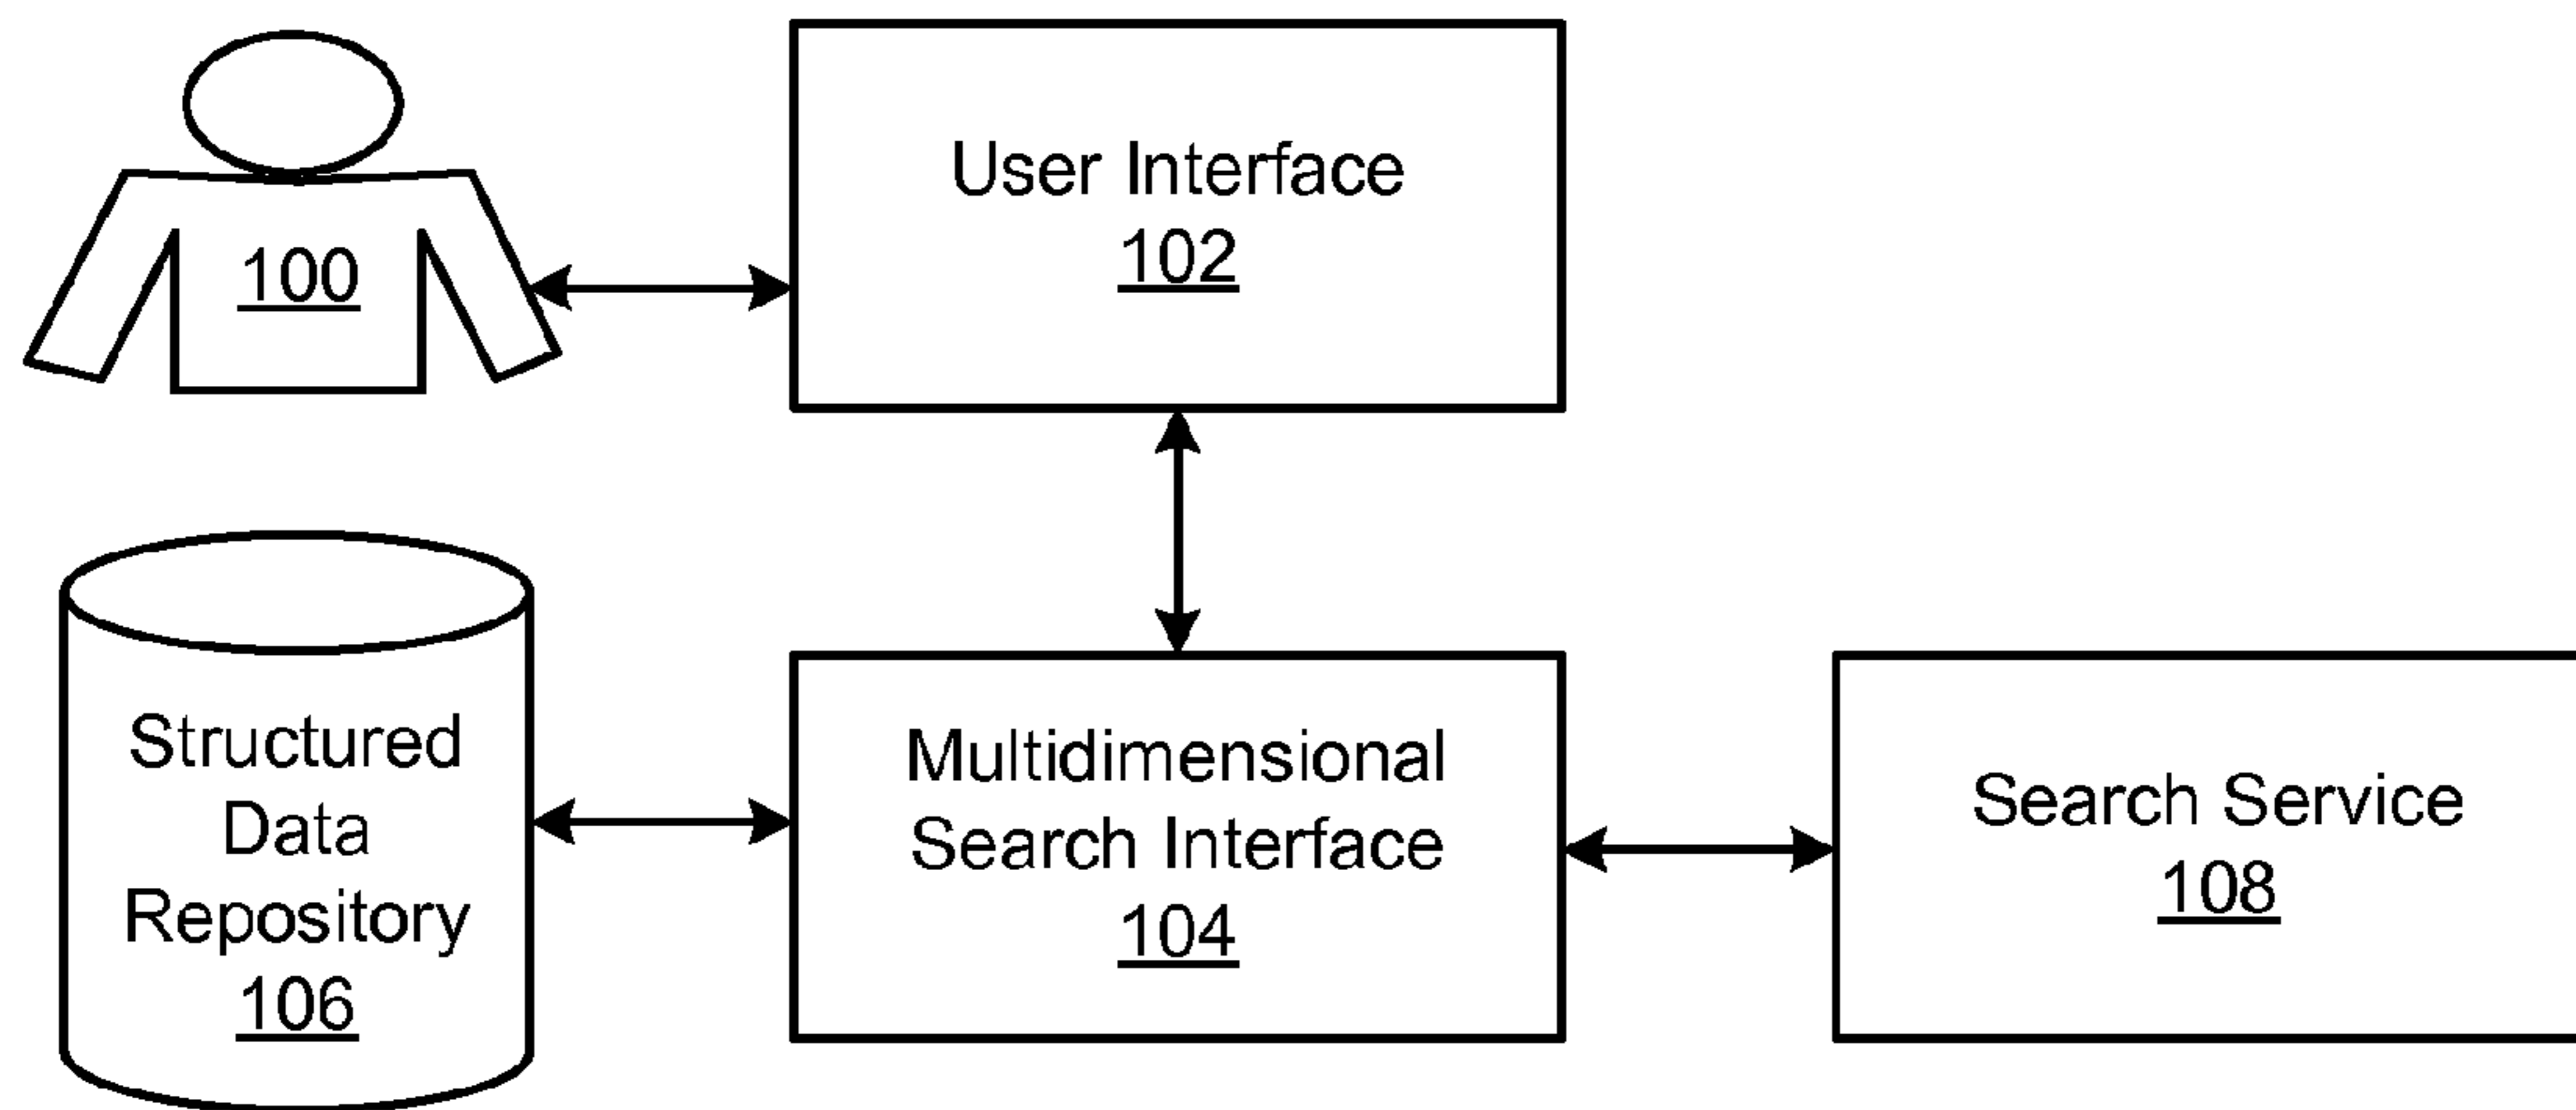 100
User Interface
102
Structured
Data
Repository
106
Multidimensional
Search Interface
104
Search Service
108